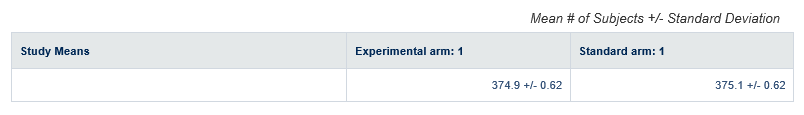 Mean # of Subjects +/- Standard Deviation
Study Means Experimental arm: 1 Standard arm: 1
374.9 +/- 0.62 375.1 +/- 0.62